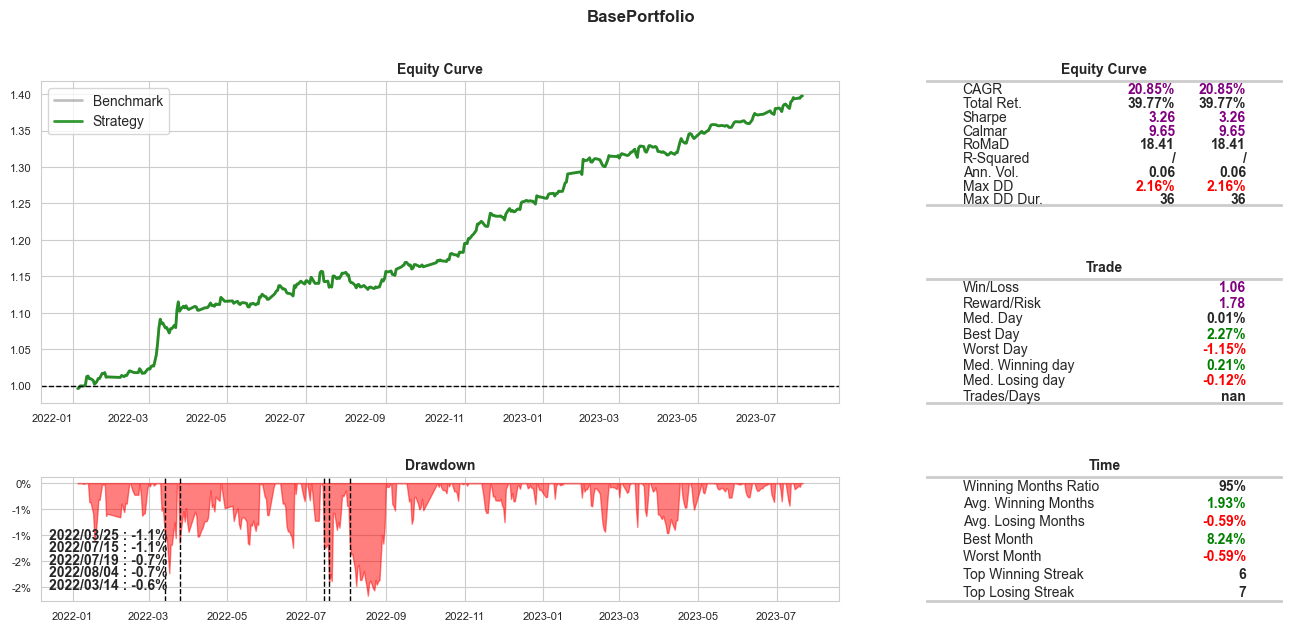 BasePortfolio
Equity Curve
Benchmark
Strategy
1.40
1.35
1.30
1.25
1.20
1.15
1.10
1.05
1.00
2022-01 2022-03 2022-05 2022-07 2022-09 2022-11 2023-01 2023-03 2023-05 2023-07
Drawdown
0%
-1%
-1%
-2%
-2%
2022/03/25 : -1.1%
2022/07/15 : -1.1%
2022/07/19 : -0.7%
2022/08/04 : -0.7%
2022/03/14 : -0.6%
2022-01 2022-03 2022-05 2022-07 2022-09 2022-11 2023-01 2023-03 2023-05 2023-07
Equity Curve
CAGR 20.85% 20.85%
Total Ret. 39.77% 39.77%
Sharpe 3.26 3.26
Calmar 9.65 9.65
RoMaD 18.41 18.41
R-Squared / /
Ann. Vol. 0.06 0.06
Max DD 2.16% 2.16%
Max DD Dur. 36 36
Trade
Win/Loss 1.06
Reward/Risk 1.78
Med. Day 0.01%
Best Day 2.27%
Worst Day -1.15%
Med. Winning day 0.21%
Med. Losing day -0.12%
Trades/Days nan
Time
Winning Months Ratio 95%
Avg. Winning Months 1.93%
Avg. Losing Months -0.59%
Best Month 8.24%
Worst Month -0.59%
Top Winning Streak 6
Top Losing Streak 7